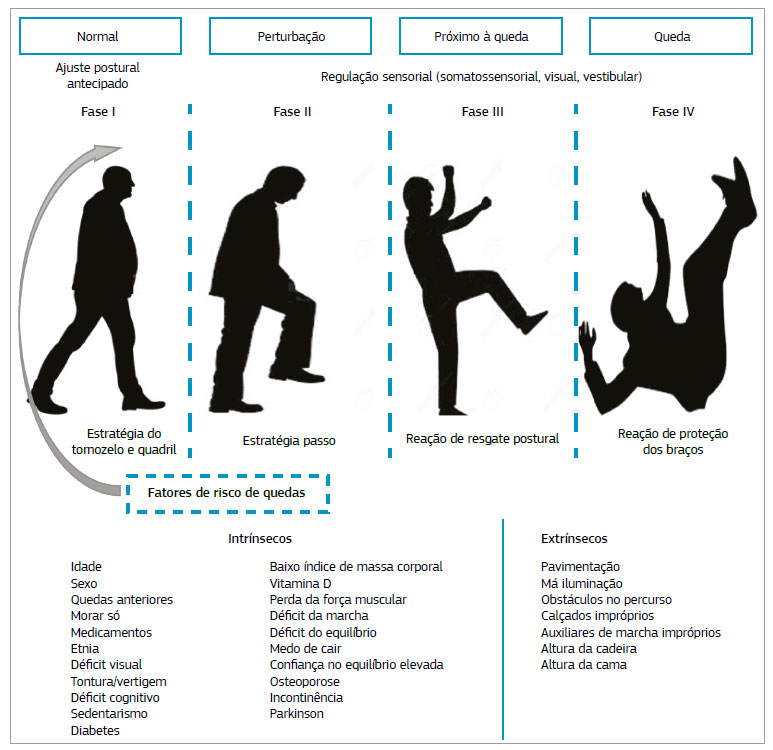 Normal
Perturbação
Próximo à queda
Queda
Ajuste postural
antecipado
Regulação sensorial (somatossensorial, visual, vestibular)
Fase I
Fase II
Fase III
Fase IV
Estratégia do
tornozelo e quadril
Estratégia passo
Reação de resgate postural
Reação de proteção
dos braços
Fatores de risco de quedas
Intrínsecos
Idade
Sexo
Quedas anteriores
Morar só
Medicamentos
Etnia
Déficit visual
Tontura/vertigem
Déficit cognitivo
Sedentarismo
Diabetes
Baixo índice de massa corporal
Vitamina D
Perda da força muscular
Déficit da marcha
Déficit do equilíbrio
Medo de cair
Confiança no equilíbrio elevada
Osteoporose
Incontinência
Parkinson
Extrínsecos
Pavimentação
Má iluminação
Obstáculos no percurso
Calçados impróprios
Auxiliares de marcha impróprios
Altura da cadeira
Altura da cama